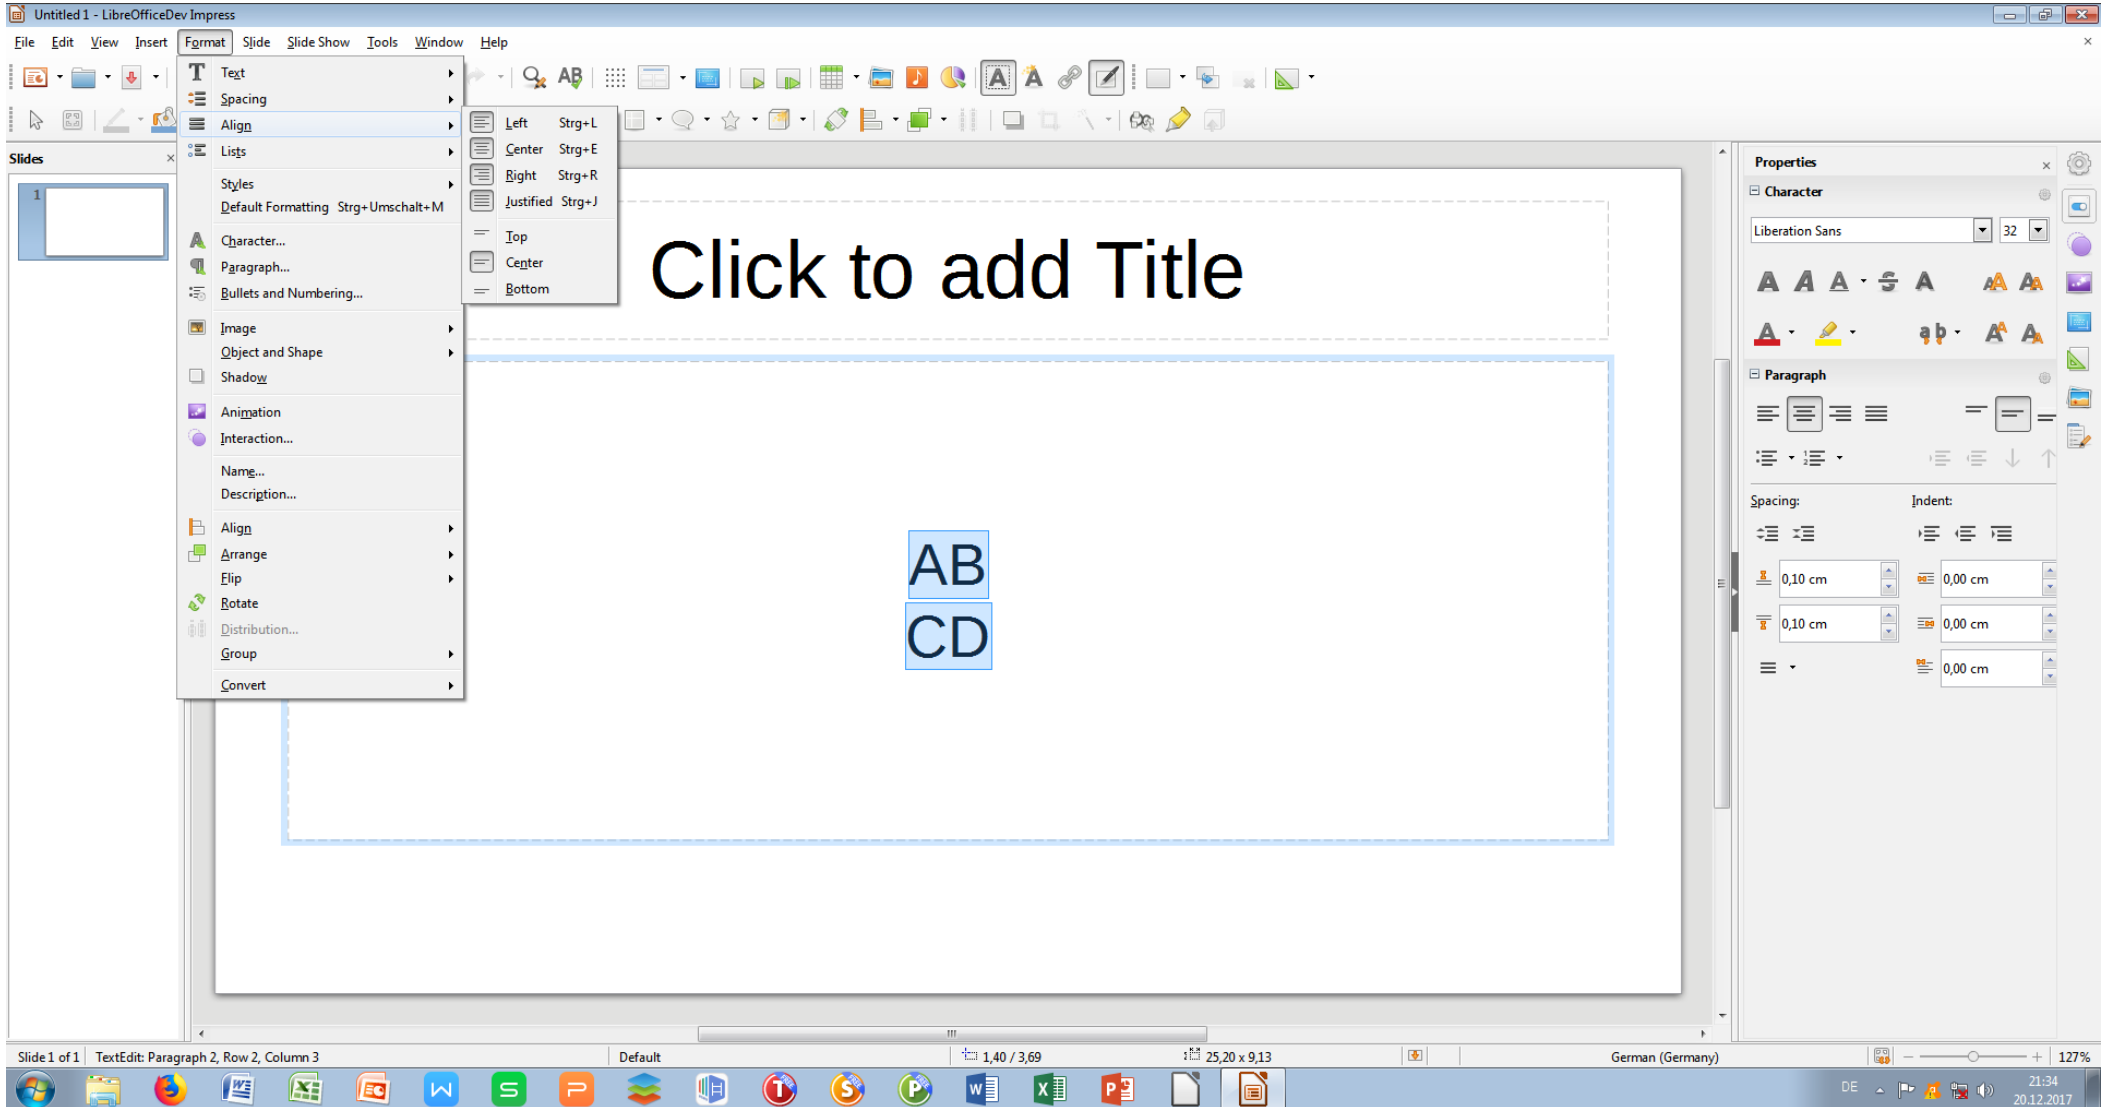 Untitled 1 - LibreOfficeDev Impress
File Edit View Insert Format Slide Slide Show Tools Window Help
Text
Spacing
Align
Lists
Styles
Default Formatting Strg+Umschalt+M
Character...
Paragraph...
Bullets and Numbering...
Image
Object and Shape
Shadow
Animation
Interaction...
Name...
Description...
Align
Arrange
Flip
Rotate
Distribution...
Group
Convert
Left Strg+L
Center Strg+E
Right Strg+R
Justified Strg+J
Top
Center
Bottom
Slides
1
Click to add Title
AB
CD
Properties
Character
Liberation Sans 32
Paragraph
Spacing: Indent:
0,10 cm 0,00 cm
0,10 cm 0,00 cm
0,00 cm
Slide 1 of 1 TextEdit: Paragraph 2, Row 2, Column 3 Default 1,40 / 3,69 25,20 x 9,13 German (Germany) 127%
DE 21:34
20.12.2017